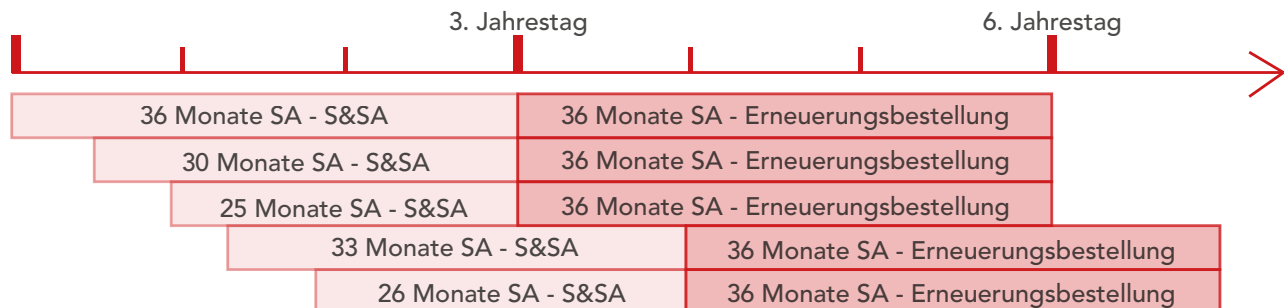 3. Jahrestag 6. Jahrestag
36 Monate SA - S&SA 36 Monate SA - Erneuerungsbestellung
30 Monate SA - S&SA 36 Monate SA - Erneuerungsbestellung
25 Monate SA - S&SA 36 Monate SA - Erneuerungsbestellung
33 Monate SA - S&SA 36 Monate SA - Erneuerungsbestellung
26 Monate SA - S&SA 36 Monate SA - Erneuerungsbestellung